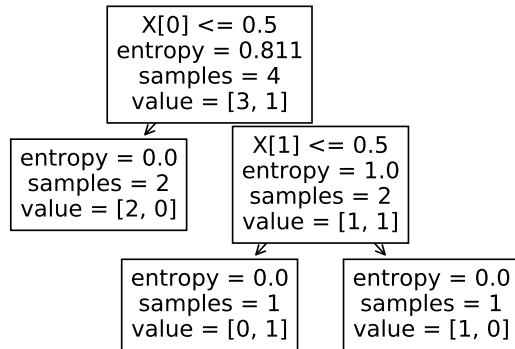 X[0] <= 0.5
entropy = 0.811
samples = 4
value = [3, 1]
entropy = 0.0
samples = 2
value = [2, 0]
X[1] <= 0.5
entropy = 1.0
samples = 2
value = [1, 1]
entropy = 0.0
samples = 1
value = [0, 1]
entropy = 0.0
samples = 1
value = [1, 0]